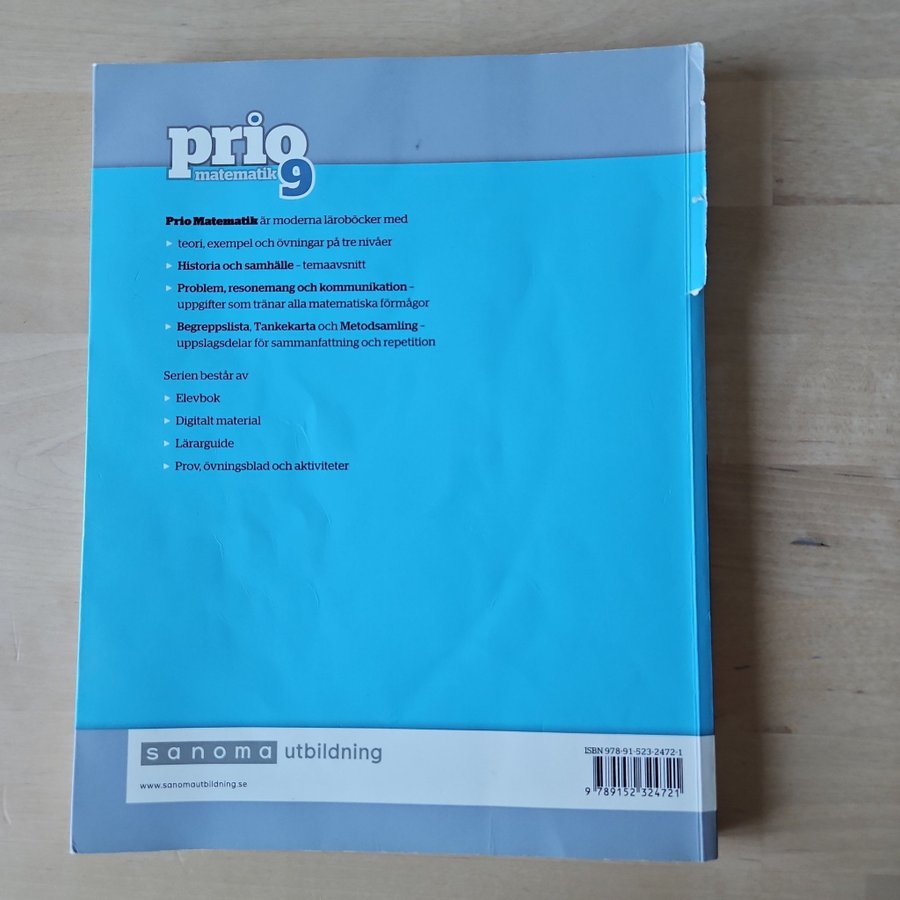 prio
matematik 9
Prio Matematik är moderna läroböcker med
▸ teori, exempel och övningar på tre nivåer
▸ Historia och samhälle – temaavsnitt
▸ Problem, resonemang och kommunikation –
uppgifter som tränar alla matematiska förmågor
▸ Begreppslista, Tankekarta och Metodsamling –
uppslagsdelar för sammanfattning och repetition
Serien består av
▸ Elevbok
▸ Digitalt material
▸ Lärarguide
▸ Prov, övningsblad och aktiviteter
sanoma utbildning
www.sanomautbildning.se
ISBN 978-91-523-2472-1
9 789152 324721